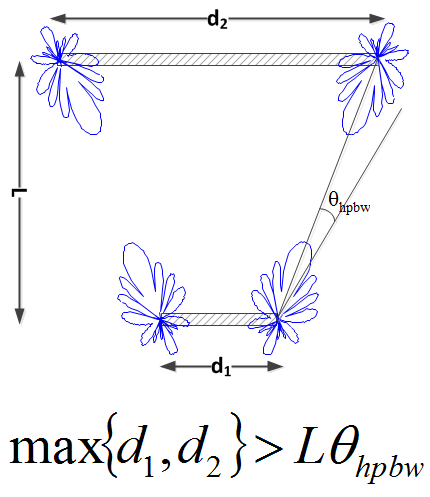 d₂
L
θhpbw
d₁
max{d₁,d₂}>Lθhpbw